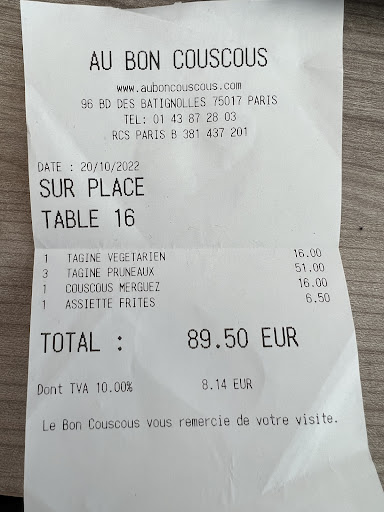 AU BON COUSCOUS
www.auboncouscous.com
96 BD DES BATIGNOLLES 75017 PARIS
TEL: 01 43 87 28 03
RCS PARIS B 381 437 201
DATE : 20/10/2022
SUR PLACE
TABLE 16
1 TAGINE VEGETARIEN 16.00
3 TAGINE PRUNEAUX 51.00
1 COUSCOUS MERGUEZ 16.00
1 ASSIETTE FRITES 6.50
TOTAL : 89.50 EUR
Dont TVA 10.00% 8.14 EUR
Le Bon Couscous vous remercie de votre visite.